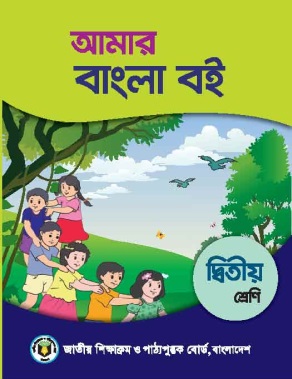 আমার
বাংলা বই
দ্বিতীয়
শ্রেণি
জাতীয় শিক্ষাক্রম ও পাঠ্যপুস্তক বোর্ড, বাংলাদেশ